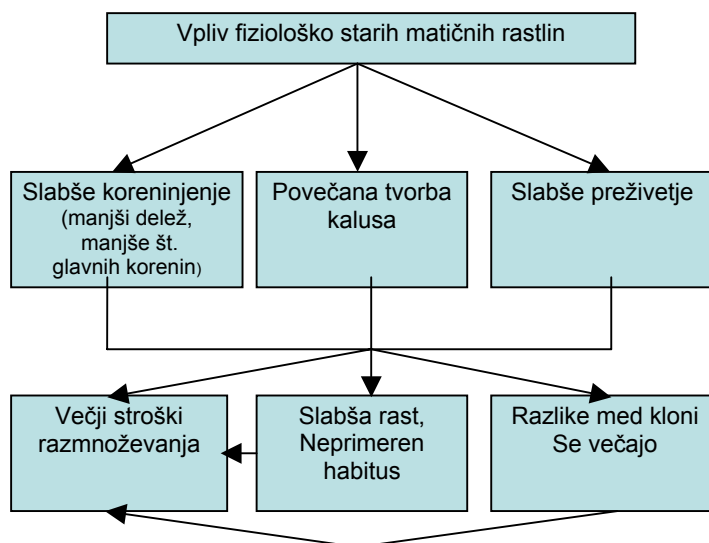 Vpliv fiziološko starih matičnih rastlin
Slabše koreninjenje
(manjši delež,
manjše št.
glavnih korenin)
Povečana tvorba
kalusa
Slabše preživetje
Večji stroški
razmnoževanja
Slabša rast,
Neprimeren
habitus
Razlike med kloni
Se večajo